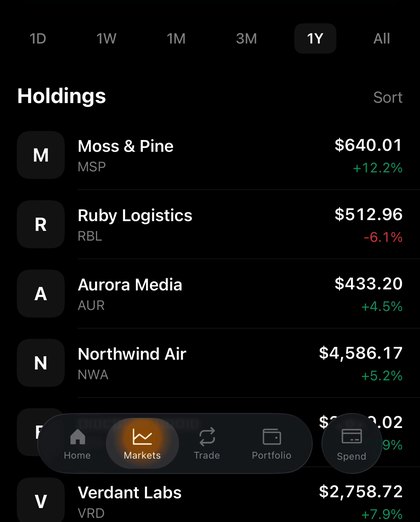 1D 1W 1M 3M 1Y All
Holdings Sort
M Moss & Pine $640.01
MSP +12.2%
R Ruby Logistics $512.96
RBL -6.1%
A Aurora Media $433.20
AUR +4.5%
N Northwind Air $4,586.17
NWA +5.2%
Home Markets Trade Portfolio Spend
V Verdant Labs $2,758.72
VRD +7.9%